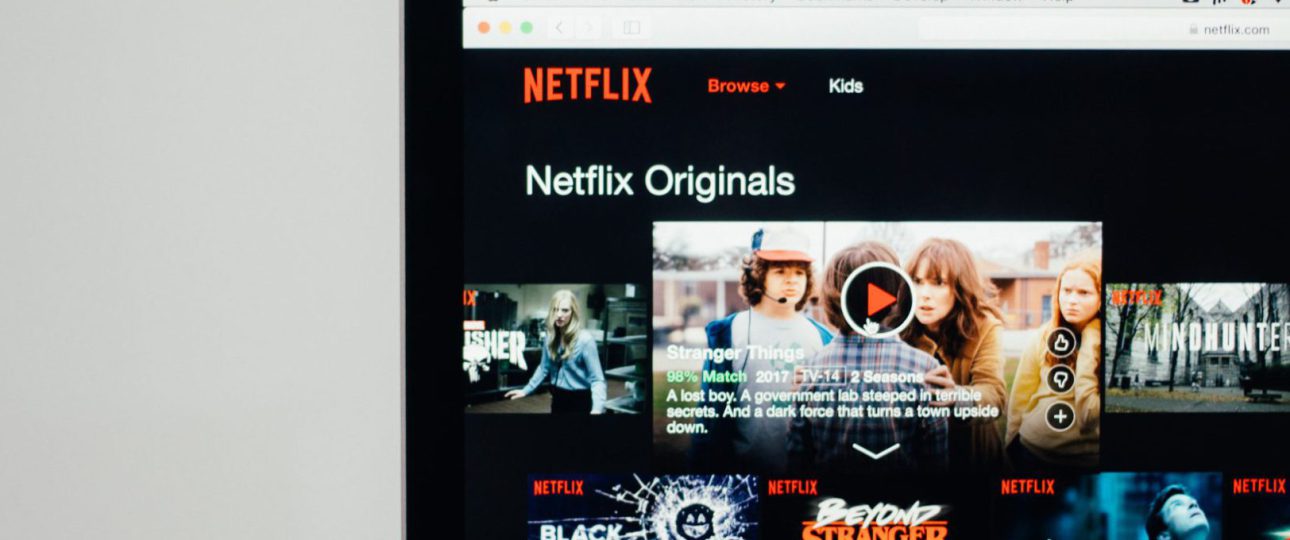 netflix.com
NETFLIX
Browse
Kids
Netflix Originals
Stranger Things
98% Match 2017 TV-14 2 Seasons
A lost boy. A government lab steeped in terrible
secrets. And a dark force that turns a town upside
down.
MINDHUNTER
NETFLIX
NETFLIX
NETFLIX
NETFLIX
BLACK
BEYOND
STRANGER